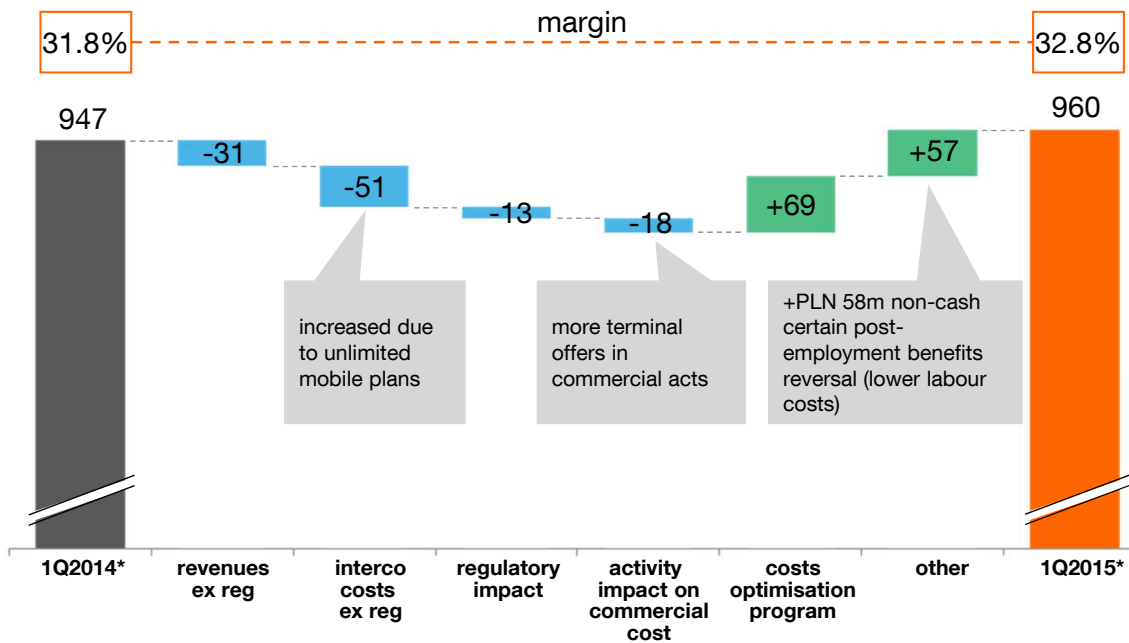 margin
31.8%
32.8%
947
-31
-51
-13
-18
+69
+57
960
increased due
to unlimited
mobile plans
more terminal
offers in
commercial acts
+PLN 58m non-cash
certain post-
employment benefits
reversal (lower labour
costs)
1Q2014*
revenues
ex reg
interco
costs
ex reg
regulatory
impact
activity
impact on
commercial
cost
costs
optimisation
program
other
1Q2015*